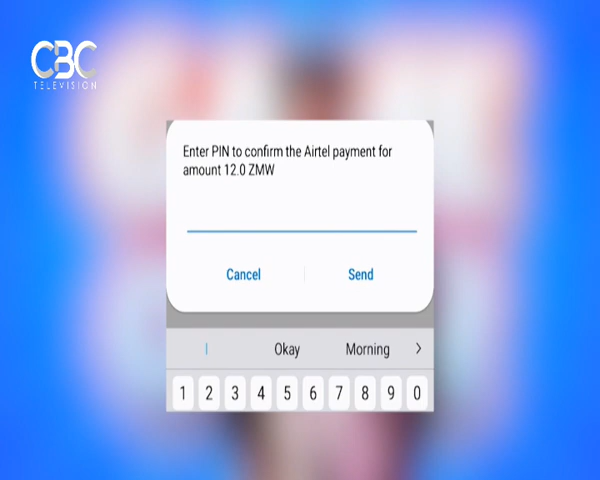 CBC
TELEVISION
Enter PIN to confirm the Airtel payment for
amount 12.0 ZMW
Cancel
Send
I
Okay
Morning
>
1 2 3 4 5 6 7 8 9 0